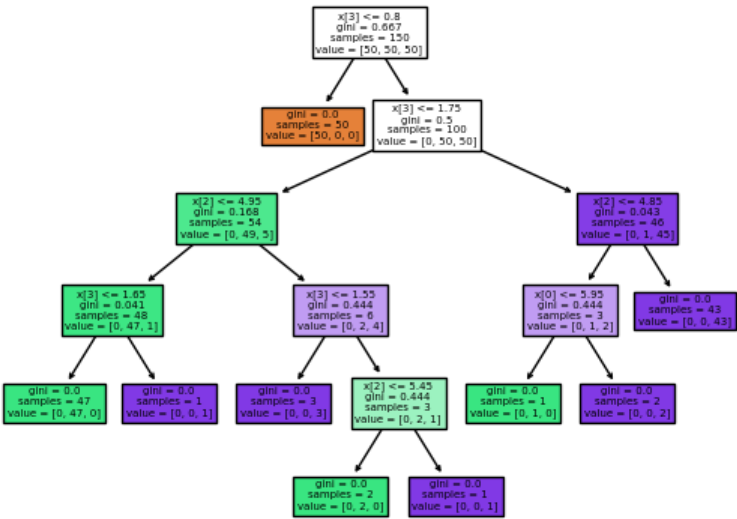 x[3] <= 0.8
gini = 0.667
samples = 150
value = [50, 50, 50]
gini = 0.0
samples = 50
value = [50, 0, 0]
x[3] <= 1.75
gini = 0.5
samples = 100
value = [0, 50, 50]
x[2] <= 4.95
gini = 0.168
samples = 54
value = [0, 49, 5]
x[2] <= 4.85
gini = 0.043
samples = 46
value = [0, 1, 45]
x[3] <= 1.65
gini = 0.041
samples = 48
value = [0, 47, 1]
x[3] <= 1.55
gini = 0.444
samples = 6
value = [0, 2, 4]
x[0] <= 5.95
gini = 0.444
samples = 3
value = [0, 1, 2]
gini = 0.0
samples = 43
value = [0, 0, 43]
gini = 0.0
samples = 47
value = [0, 47, 0]
gini = 0.0
samples = 1
value = [0, 0, 1]
gini = 0.0
samples = 3
value = [0, 0, 3]
x[2] <= 5.45
gini = 0.444
samples = 3
value = [0, 2, 1]
gini = 0.0
samples = 1
value = [0, 1, 0]
gini = 0.0
samples = 2
value = [0, 0, 2]
gini = 0.0
samples = 2
value = [0, 2, 0]
gini = 0.0
samples = 1
value = [0, 0, 1]